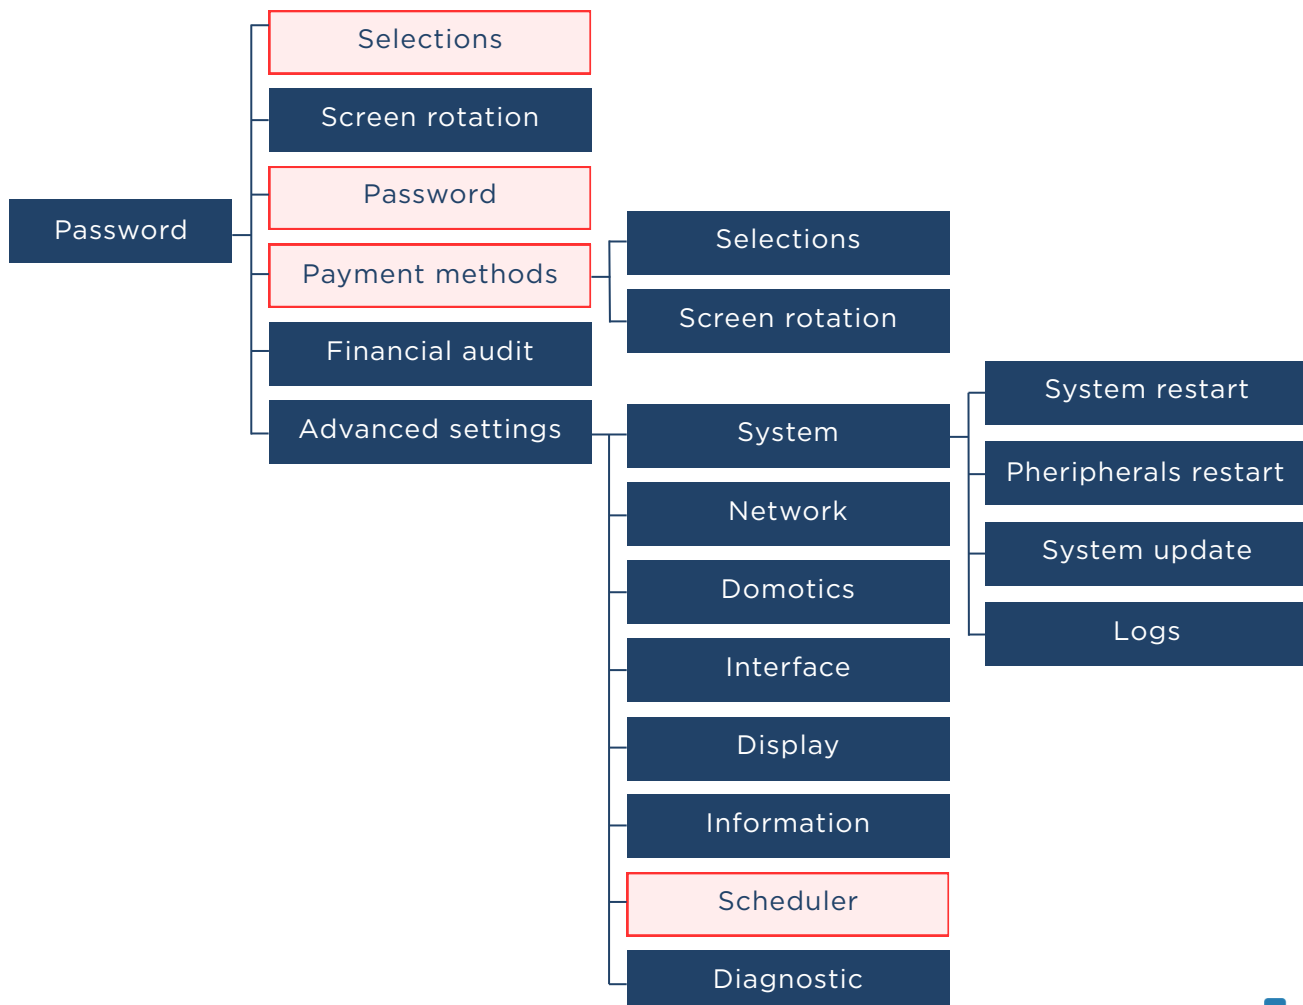 Selections
Screen rotation
Password
Password
Payment methods
Selections
Screen rotation
Financial audit
Advanced settings
System
Network
Domotics
Interface
Display
Information
Scheduler
Diagnostic
System restart
Pheripherals restart
System update
Logs